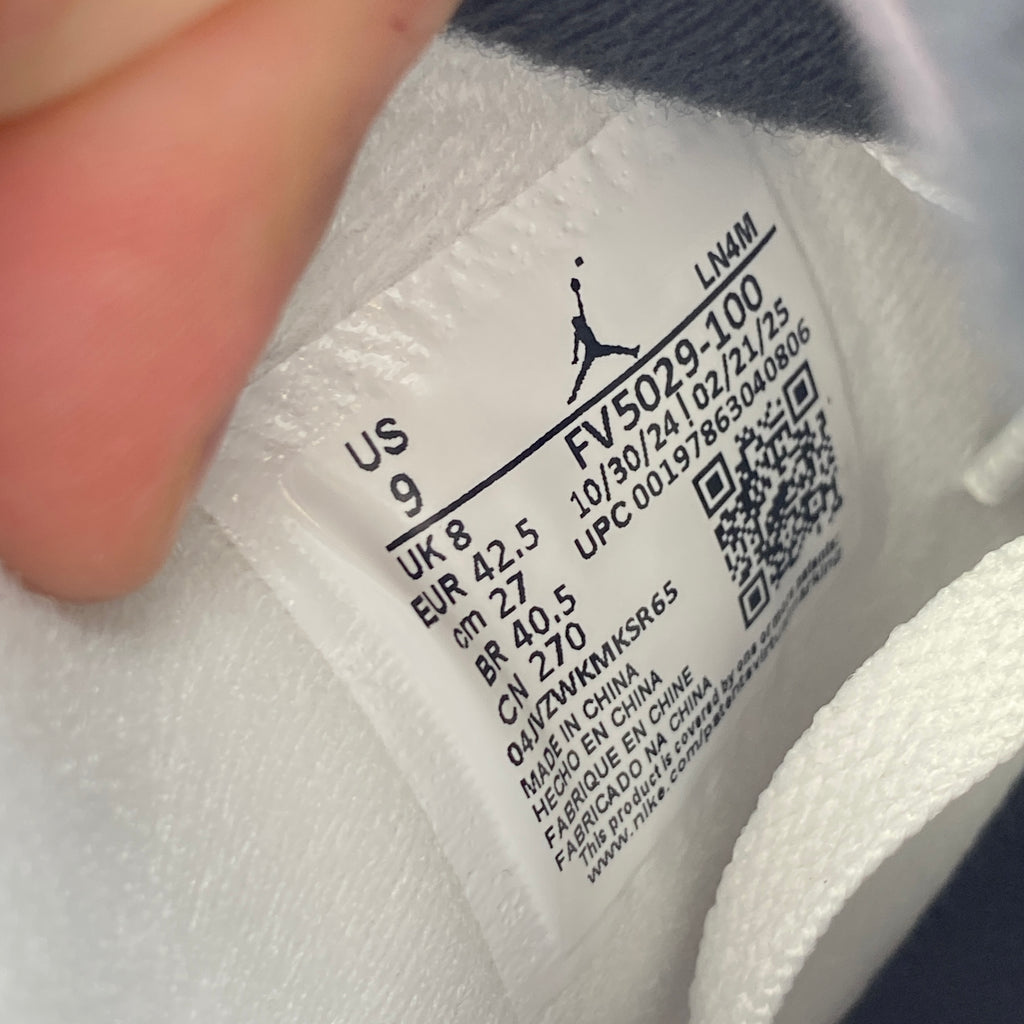 US
9
LN4M
FV5029-100
10/30/24 | 02/21/25
UPC 00197863040806
UK 8
EUR 42.5
cm 27
BR 40.5
CN 270
04JVZWKMKSR65
MADE IN CHINA
HECHO EN CHINA
FABRIQUE EN CHINE
FABRICADO NA CHINA
This product is covered by one or more patents.
www.nike.com/patentsvirtualmarking